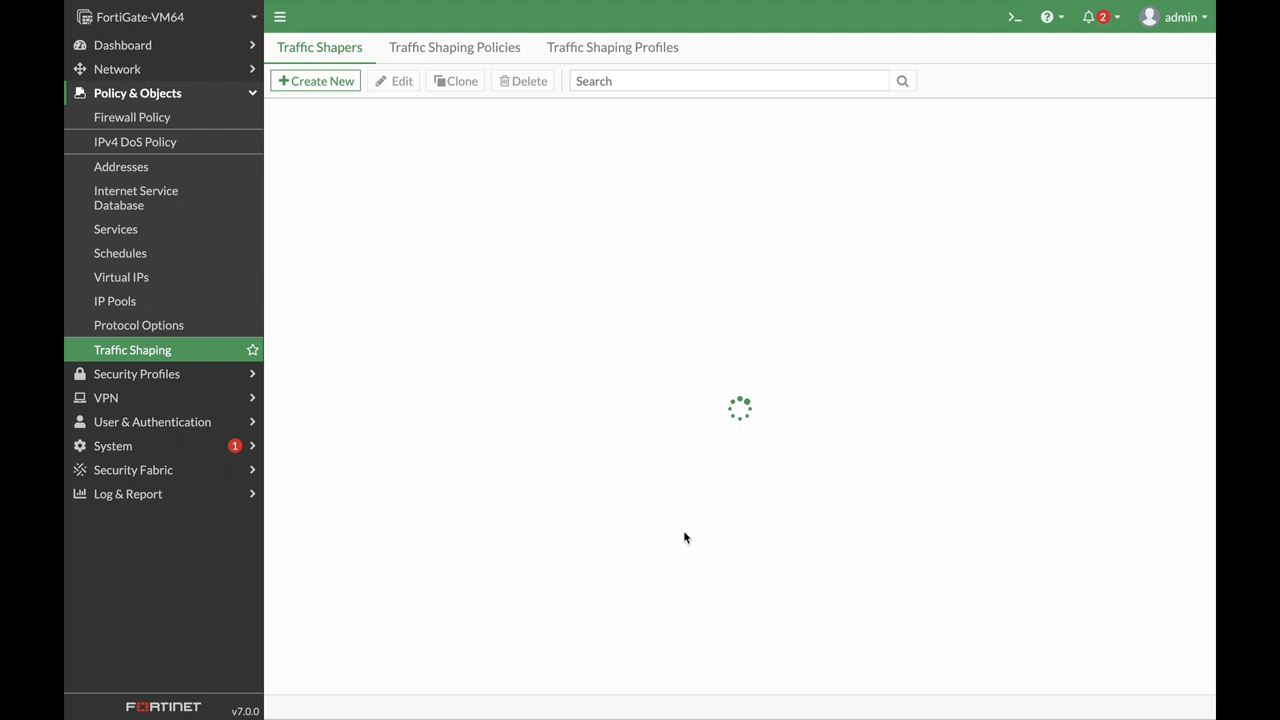 FortiGate-VM64
2
admin
Dashboard
Network
Policy & Objects
Firewall Policy
IPv4 DoS Policy
Addresses
Internet Service
Database
Services
Schedules
Virtual IPs
IP Pools
Protocol Options
Traffic Shaping
Security Profiles
VPN
User & Authentication
System 1
Security Fabric
Log & Report
FORTINET v7.0.0
Traffic Shapers Traffic Shaping Policies Traffic Shaping Profiles
+Create New Edit Clone Delete Search